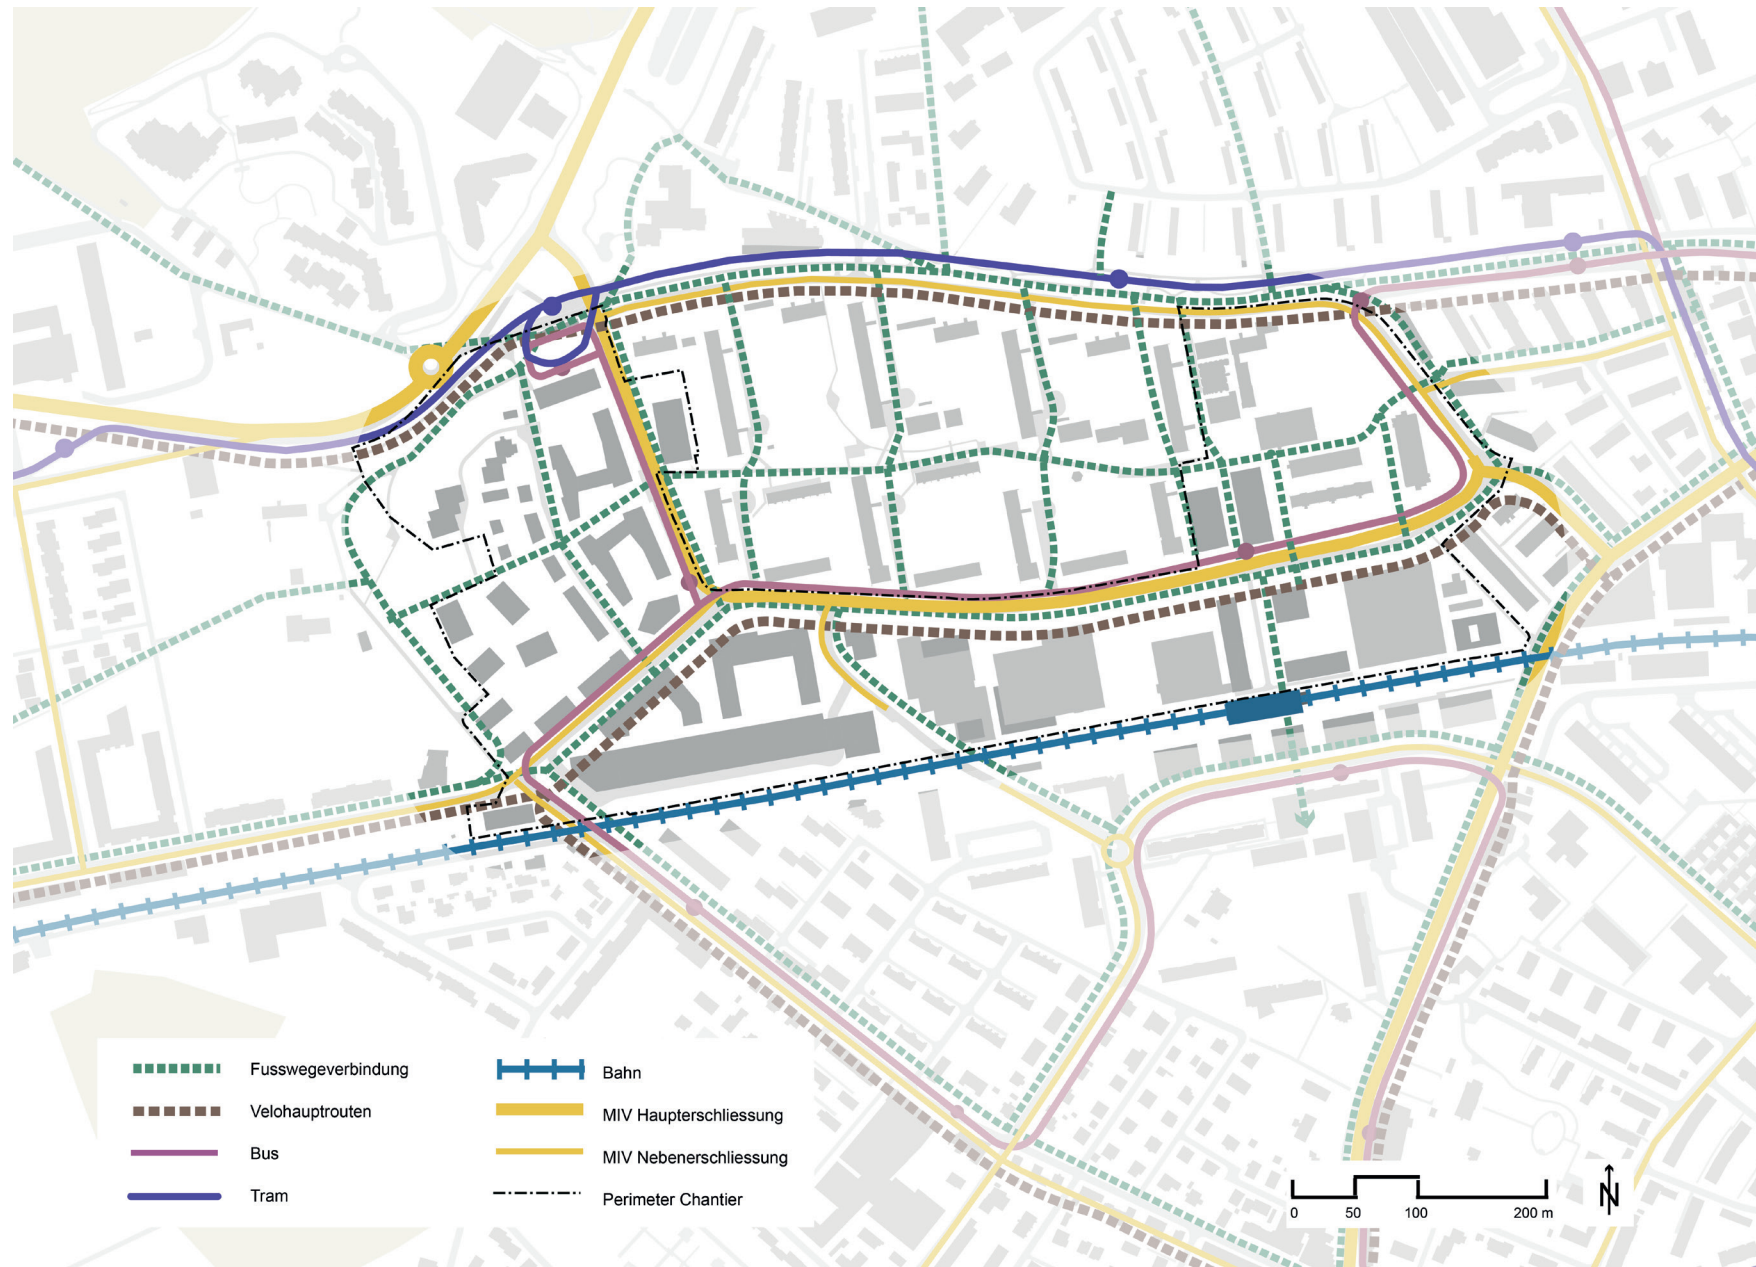 Fusswegeverbindung
Velohauptrouten
Bus
Tram
Bahn
MIV Haupterschliessung
MIV Nebenerschliessung
Perimeter Chantier
0 50 100 200 m
N